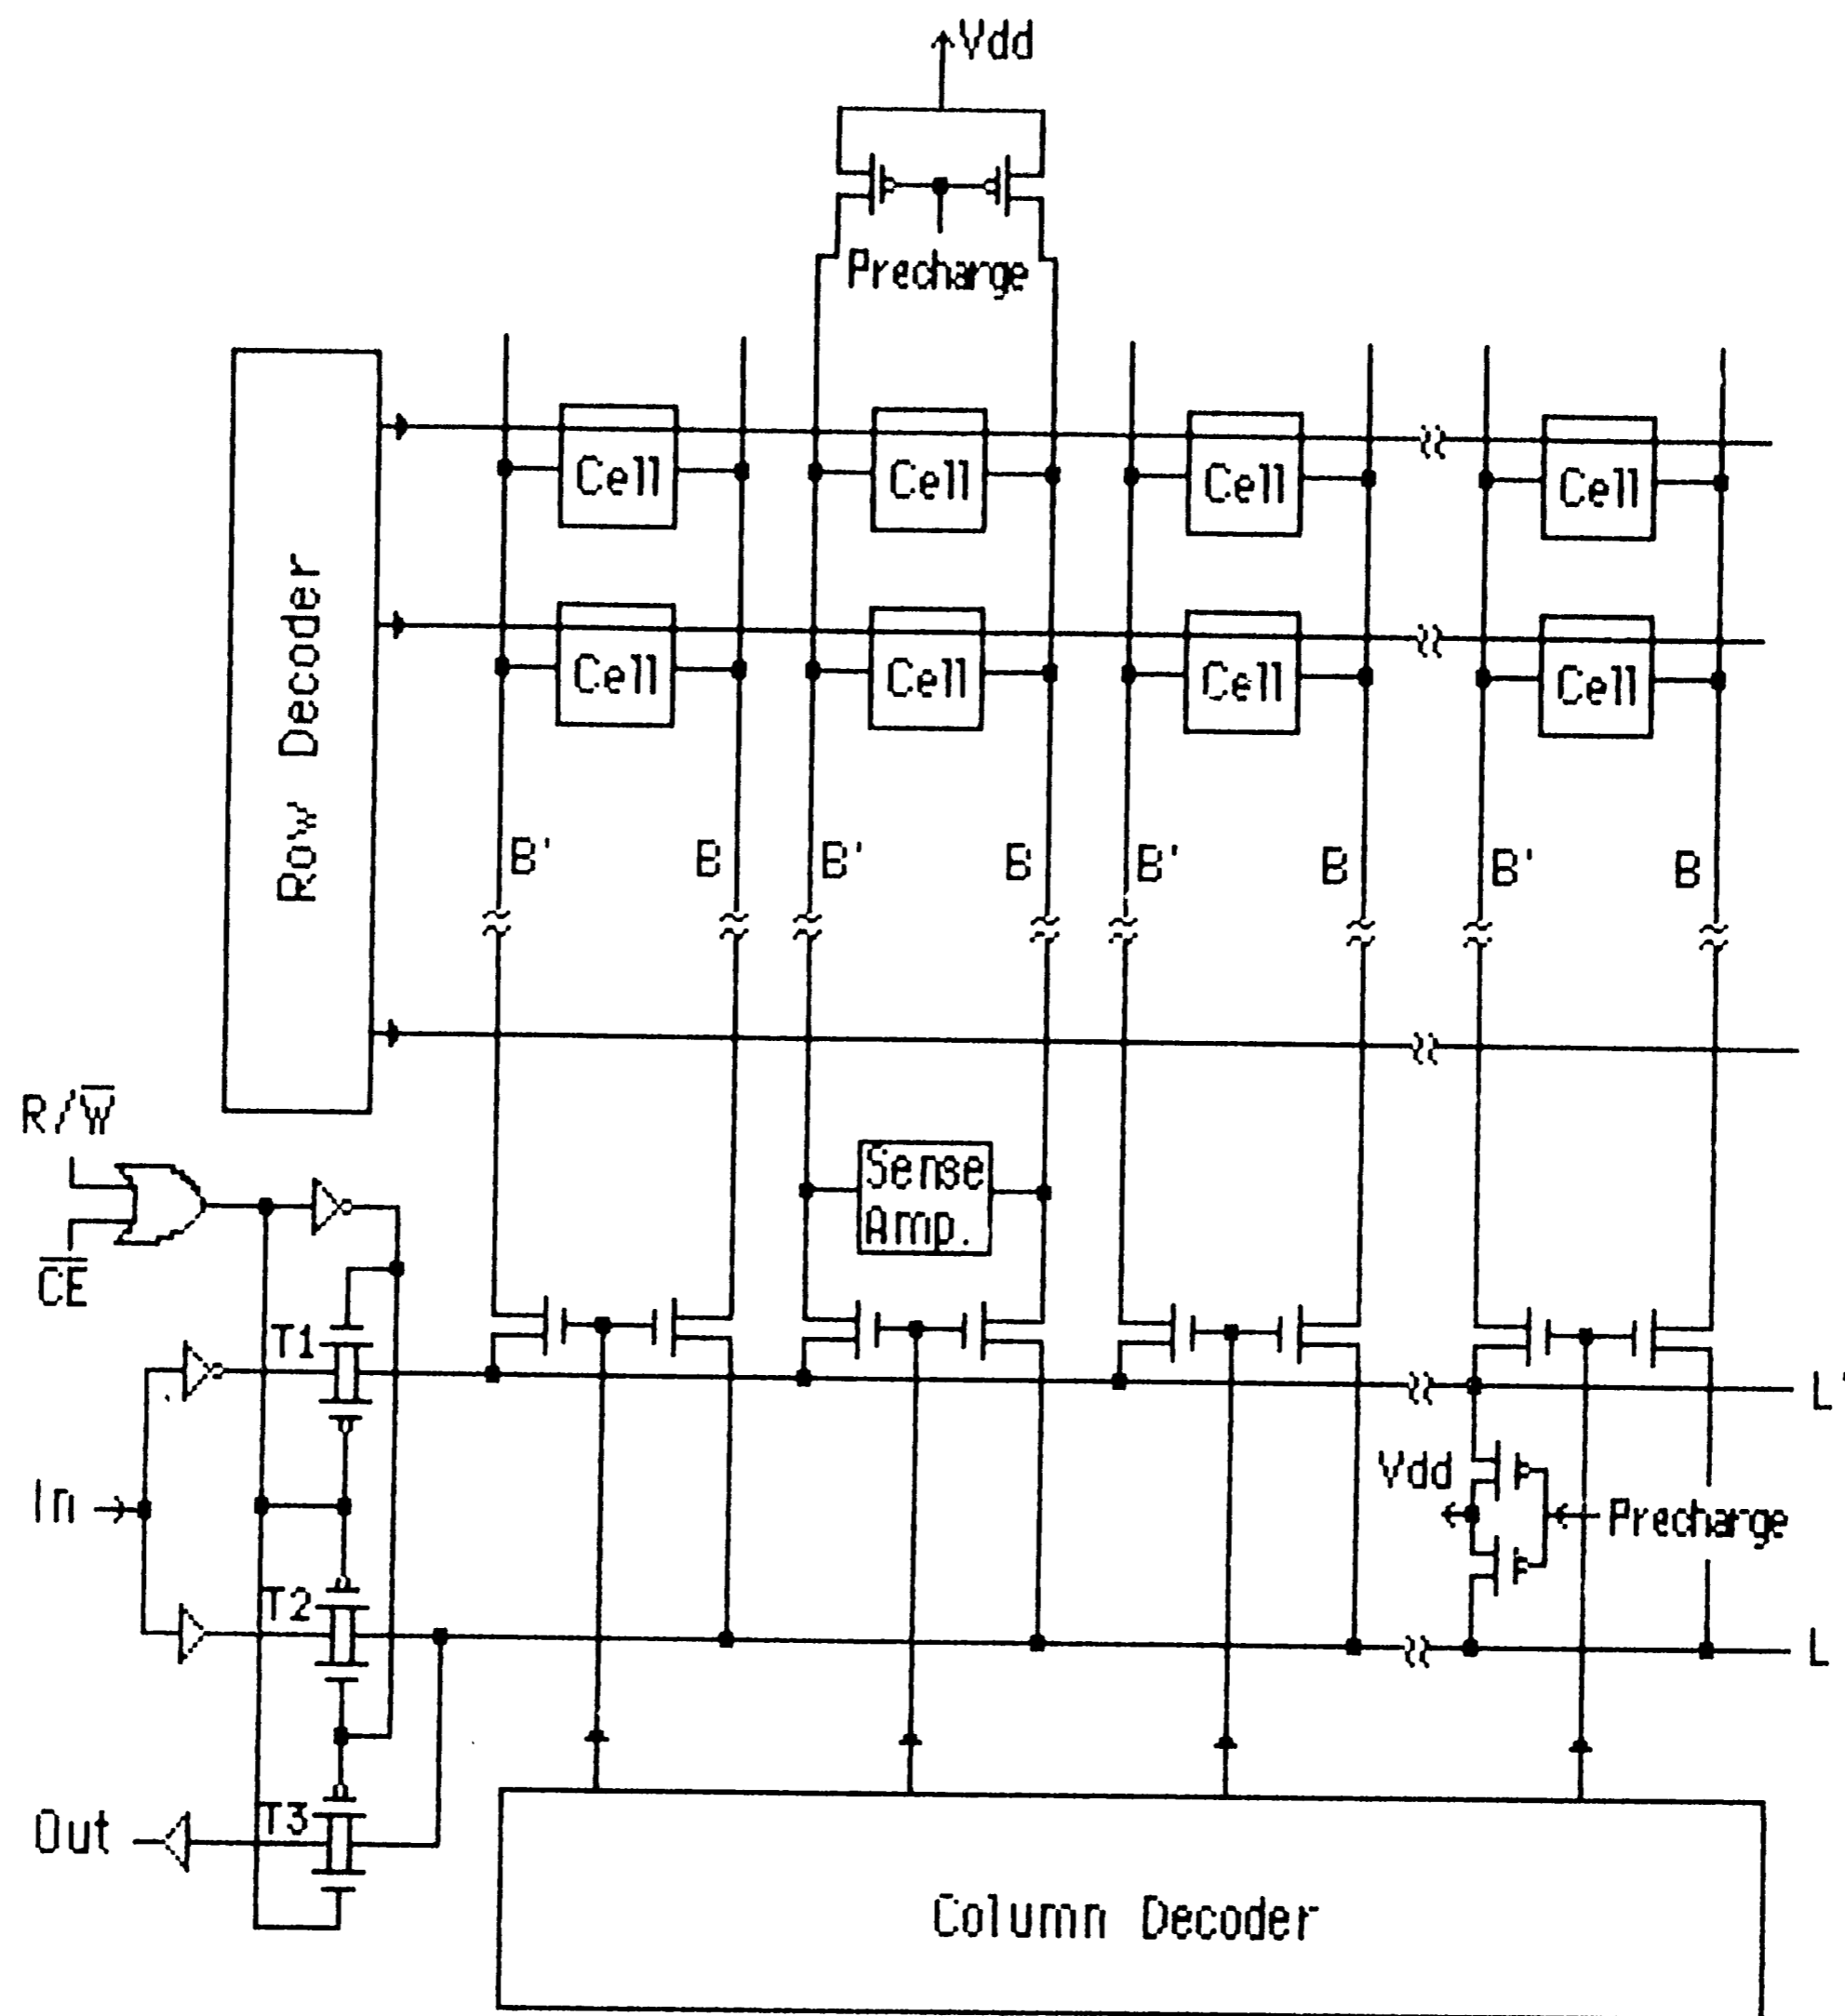 Vdd
Precharge
Cell Cell Cell Cell
Cell Cell Cell Cell
Row Decoder
B' B B' B B' B B' B
R/W̅
C̅E̅
Sense
Amp.
T1
L'
Vdd
In
Precharge
T2
L
T3
Out
Column Decoder